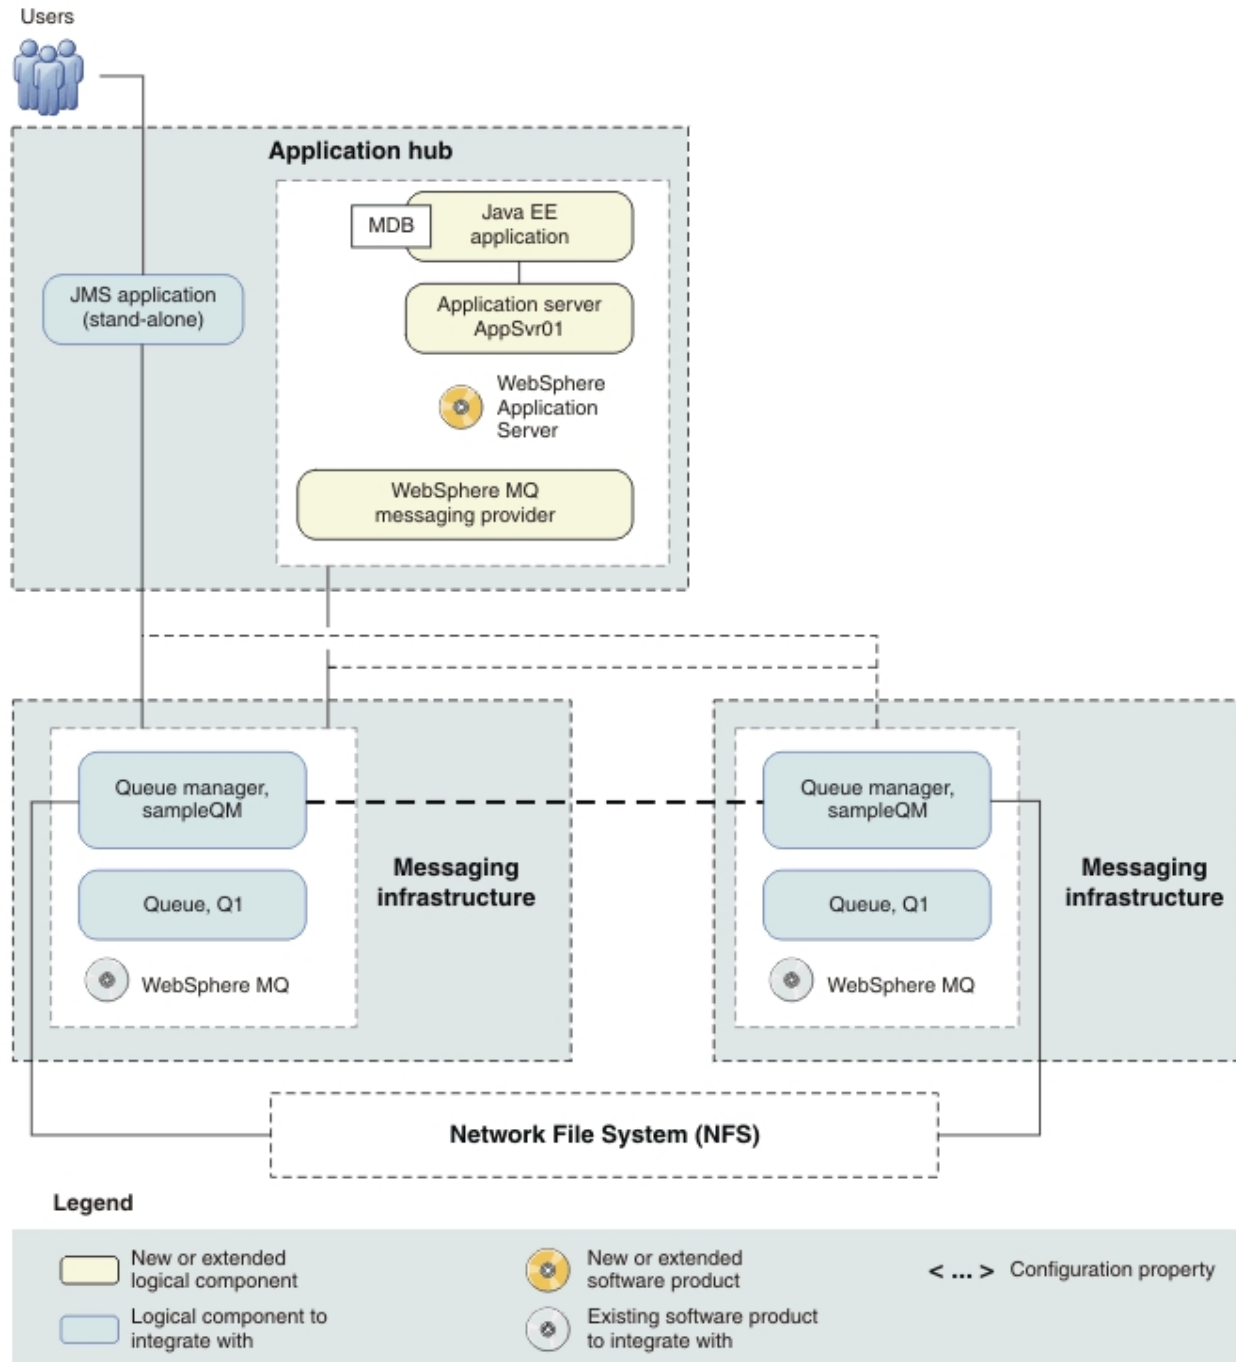 Users
Application hub
MDB
Java EE
application
JMS application
(stand-alone)
Application server
AppSvr01
WebSphere
Application
Server
WebSphere MQ
messaging provider
Queue manager,
sampleQM
Messaging
infrastructure
Queue, Q1
WebSphere MQ
Queue manager,
sampleQM
Messaging
infrastructure
Queue, Q1
WebSphere MQ
Network File System (NFS)
Legend
New or extended
logical component
New or extended
software product
< ... > Configuration property
Logical component to
integrate with
Existing software product
to integrate with